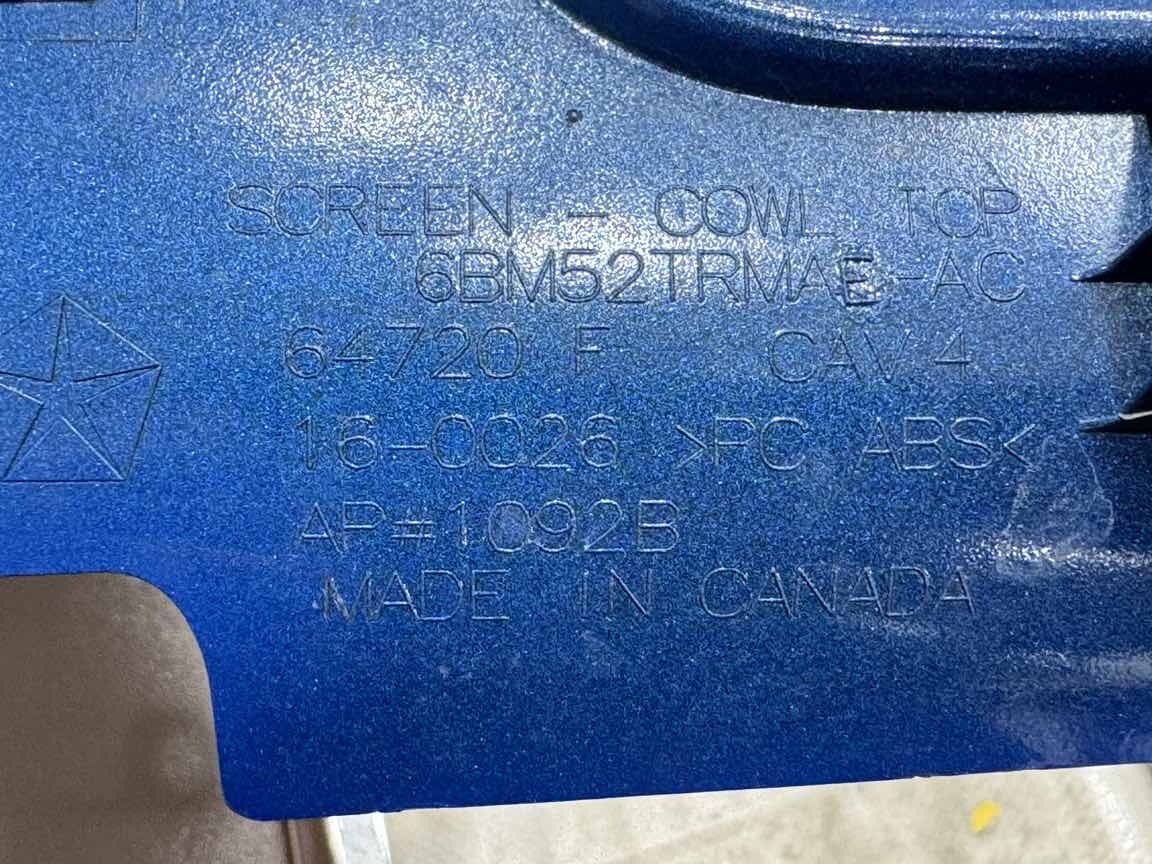 SCREEN - COWL TOP
6BM52TRMAE-AC
64720 F CAV 4
16-0026 >PC ABS<
AP#1092B
MADE IN CANADA